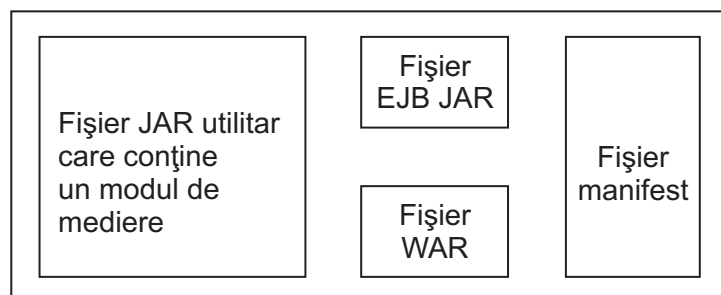 Fişier JAR utilitar
care conţine
un modul de
mediere
Fişier
EJB JAR
Fişier
WAR
Fişier
manifest